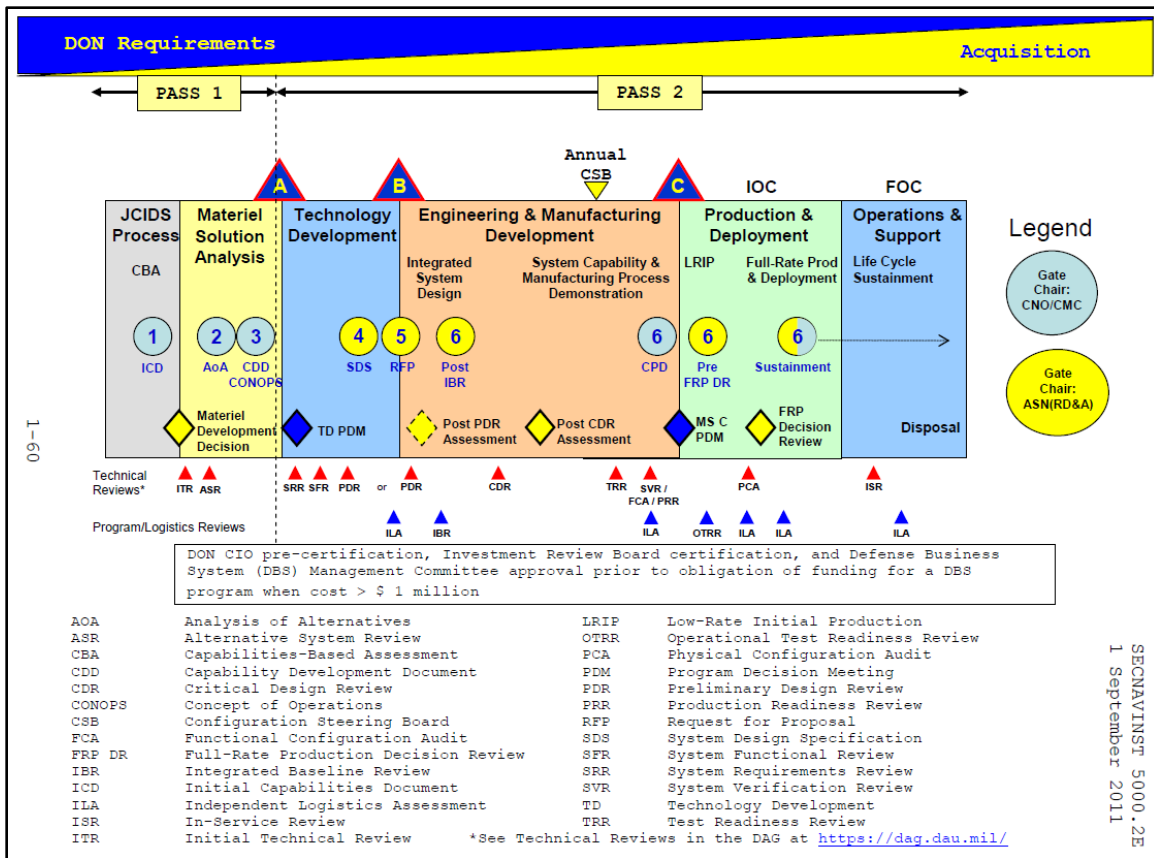 DON Requirements
Acquisition
PASS 1
PASS 2
Annual
CSB
A
B
C
IOC
FOC
JCIDS
Process
Materiel
Solution
Analysis
Technology
Development
Engineering & Manufacturing
Development
Production &
Deployment
Operations &
Support
Legend
CBA
Integrated
System
Design
System Capability &
Manufacturing Process
Demonstration
LRIP
Full-Rate Prod
& Deployment
Life Cycle
Sustainment
Gate
Chair:
CNO/CMC
1
2
3
4
5
6
6
6
6
ICD
AoA
CDD
CONOPS
SDS
RFP
Post
IBR
CPD
Pre
FRP DR
Sustainment
Gate
Chair:
ASN(RD&A)
Materiel
Development
Decision
TD PDM
Post PDR
Assessment
Post CDR
Assessment
MS C
PDM
FRP
Decision
Review
Disposal
1-60
Technical
Reviews*
ITR
ASR
SRR
SFR
PDR
or
PDR
CDR
TRR
SVR /
FCA / PRR
PCA
ISR
Program/Logistics Reviews
ILA
IBR
ILA
OTRR
ILA
ILA
ILA
DON CIO pre-certification, Investment Review Board certification, and Defense Business
System (DBS) Management Committee approval prior to obligation of funding for a DBS
program when cost > $ 1 million
AOA Analysis of Alternatives
ASR Alternative System Review
CBA Capabilities-Based Assessment
CDD Capability Development Document
CDR Critical Design Review
CONOPS Concept of Operations
CSB Configuration Steering Board
FCA Functional Configuration Audit
FRP DR Full-Rate Production Decision Review
IBR Integrated Baseline Review
ICD Initial Capabilities Document
ILA Independent Logistics Assessment
ISR In-Service Review
ITR Initial Technical Review
LRIP Low-Rate Initial Production
OTRR Operational Test Readiness Review
PCA Physical Configuration Audit
PDM Program Decision Meeting
PDR Preliminary Design Review
PRR Production Readiness Review
RFP Request for Proposal
SDS System Design Specification
SFR System Functional Review
SRR System Requirements Review
SVR System Verification Review
TD Technology Development
TRR Test Readiness Review
*See Technical Reviews in the DAG at https://dag.dau.mil/
SECNAVINST 5000.2E
1 September 2011